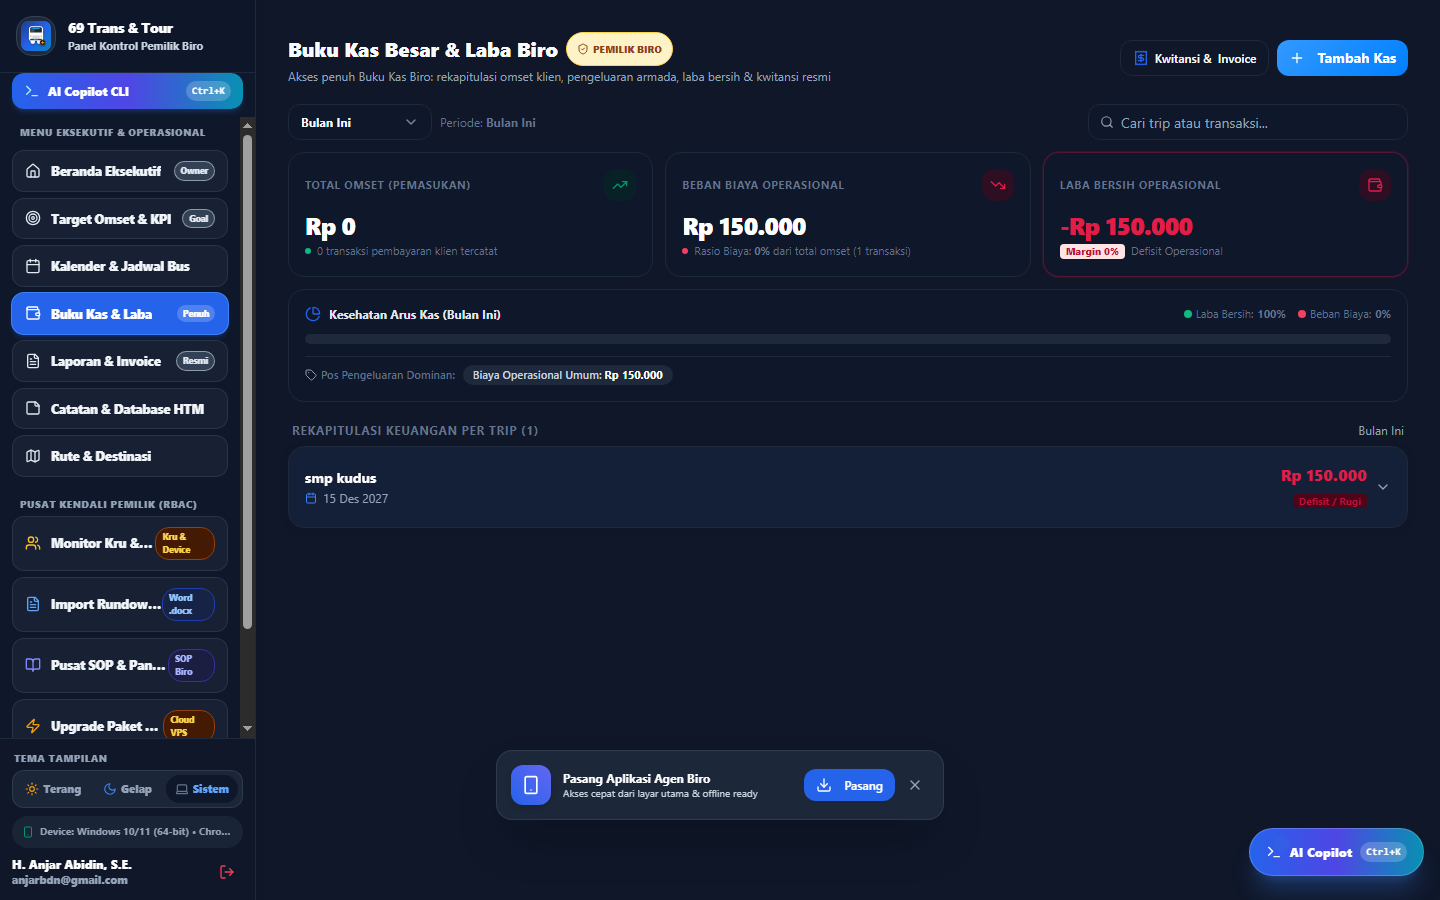 69 Trans & Tour
Panel Kontrol Pemilik Biro
AI Copilot CLI Ctrl+K
MENU EKSEKUTIF & OPERASIONAL
Beranda Eksekutif Owner
Target Omset & KPI Goal
Kalender & Jadwal Bus
Buku Kas & Laba Penuh
Laporan & Invoice Resmi
Catatan & Database HTM
Rute & Destinasi
PUSAT KENDALI PEMILIK (RBAC)
Monitor Kru &... Kru & Device
Import Rundow... Word .docx
Pusat SOP & Pan... SOP Biro
Upgrade Paket ... Cloud VPS
TEMA TAMPILAN
Terang Gelap Sistem
Device: Windows 10/11 (64-bit) • Chro...
H. Anjar Abidin, S.E.
anjarbdn@gmail.com
Buku Kas Besar & Laba Biro PEMILIK BIRO
Akses penuh Buku Kas Biro: rekapitulasi omset klien, pengeluaran armada, laba bersih & kwitansi resmi
Kwitansi & Invoice
Tambah Kas
Bulan Ini
Periode: Bulan Ini
Cari trip atau transaksi...
TOTAL OMSET (PEMASUKAN)
Rp 0
0 transaksi pembayaran klien tercatat
BEBAN BIAYA OPERASIONAL
Rp 150.000
Rasio Biaya: 0% dari total omset (1 transaksi)
LABA BERSIH OPERASIONAL
-Rp 150.000
Margin 0% Defisit Operasional
Kesehatan Arus Kas (Bulan Ini)
Laba Bersih: 100% Beban Biaya: 0%
Pos Pengeluaran Dominan: Biaya Operasional Umum: Rp 150.000
REKAPITULASI KEUANGAN PER TRIP (1)
Bulan Ini
smp kudus
15 Des 2027
Rp 150.000
Defisit / Rugi
Pasang Aplikasi Agen Biro
Akses cepat dari layar utama & offline ready
Pasang
AI Copilot Ctrl+K